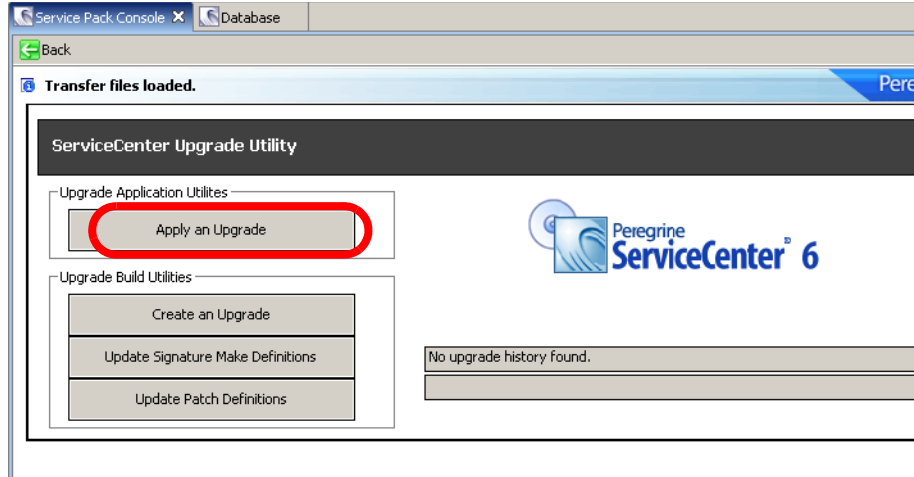 Service Pack Console Database
Back
Transfer files loaded.
Pere
ServiceCenter Upgrade Utility
Upgrade Application Utilites
Apply an Upgrade
Peregrine
ServiceCenter 6
Upgrade Build Utilities
Create an Upgrade
Update Signature Make Definitions
No upgrade history found.
Update Patch Definitions